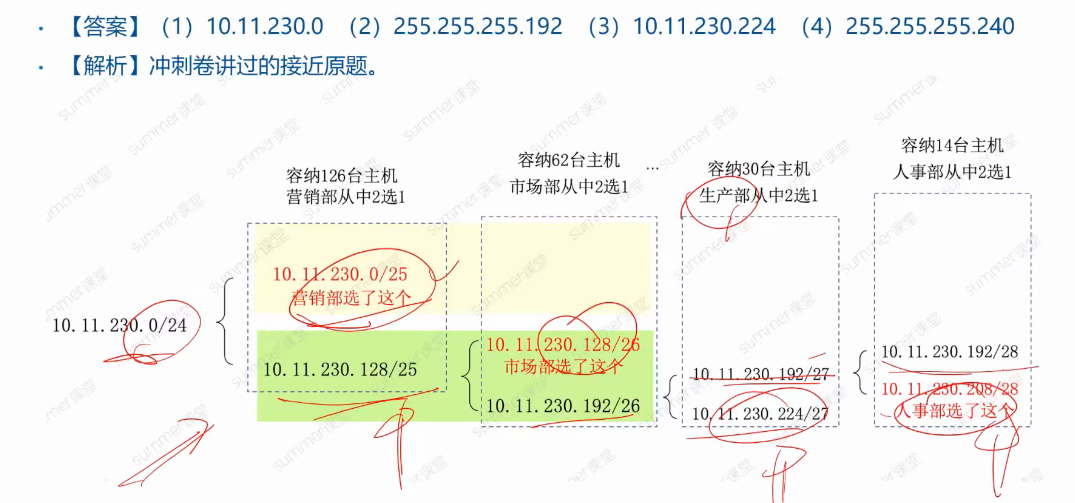 · 【答案】（1）10.11.230.0 （2）255.255.255.192 （3）10.11.230.224 （4）255.255.255.240
· 【解析】冲刺卷讲过的接近原题。
容纳126台主机
营销部从中2选1
容纳62台主机
市场部从中2选1
...
容纳30台主机
生产部从中2选1
容纳14台主机
人事部从中2选1
10.11.230.0/24
10.11.230.0/25
营销部选了这个
10.11.230.128/25
10.11.230.128/26
市场部选了这个
10.11.230.192/26
10.11.230.192/27
10.11.230.224/27
10.11.230.192/28
10.11.230.208/28
人事部选了这个
summer课堂